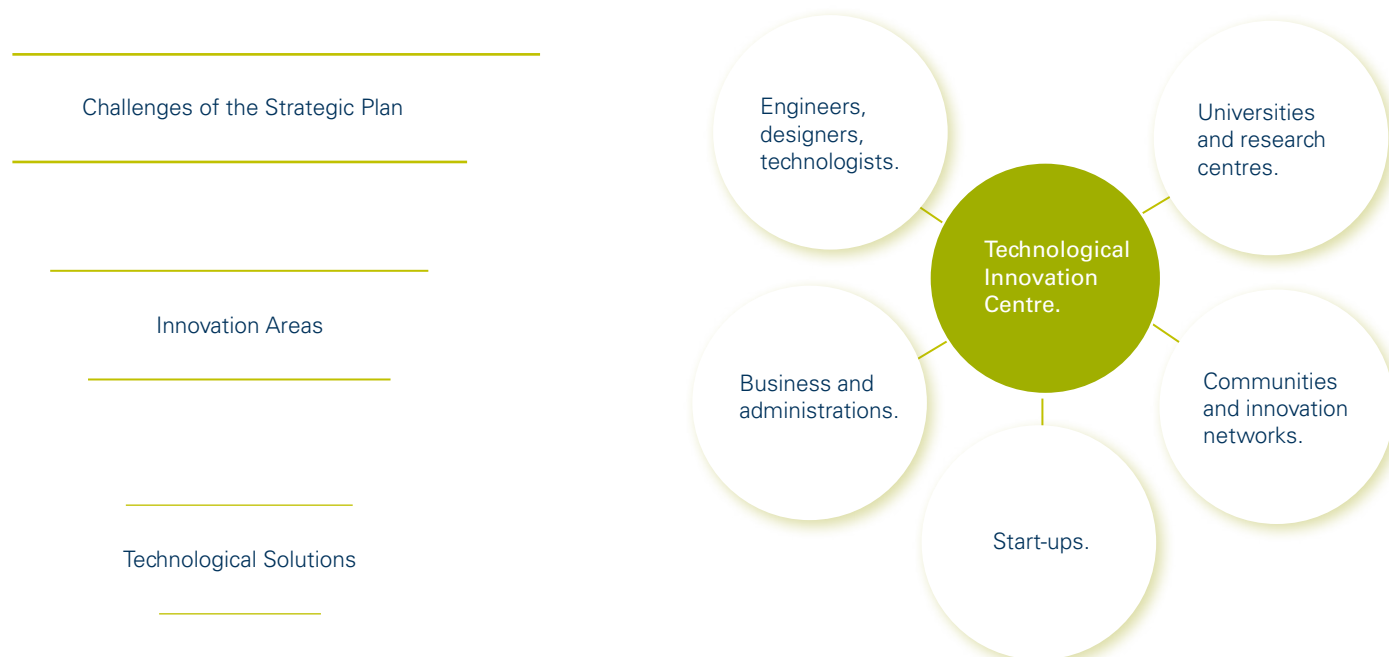 Challenges of the Strategic Plan
Innovation Areas
Technological Solutions
Engineers,
designers,
technologists.
Universities
and research
centres.
Technological
Innovation
Centre.
Business and
administrations.
Communities
and innovation
networks.
Start-ups.